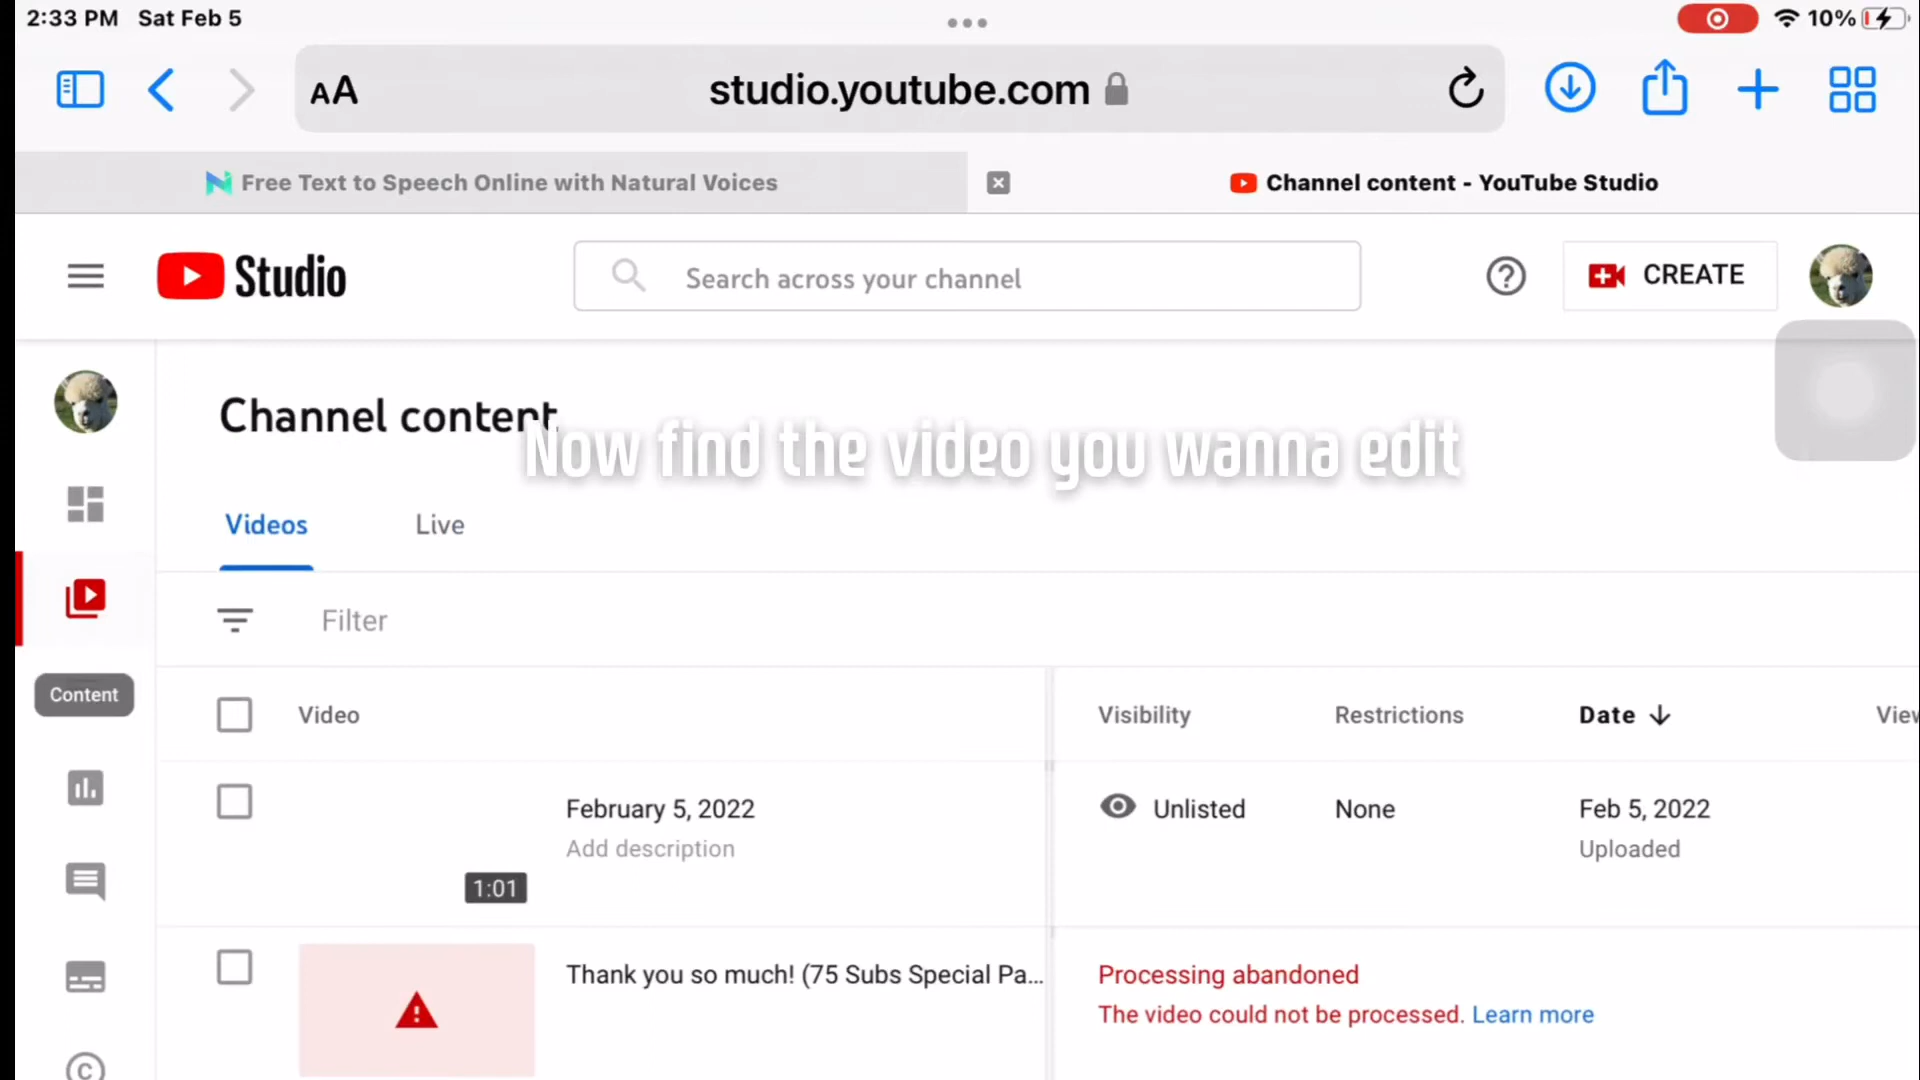 2:33 PM Sat Feb 5
10%
AA
studio.youtube.com
Free Text to Speech Online with Natural Voices
Channel content - YouTube Studio
Studio
Search across your channel
CREATE
Channel content
Now find the video you wanna edit
Videos
Live
Filter
Content
Video
Visibility
Restrictions
Date
View
February 5, 2022
Add description
1:01
Unlisted
None
Feb 5, 2022
Uploaded
Thank you so much! (75 Subs Special Pa...
Processing abandoned
The video could not be processed. Learn more